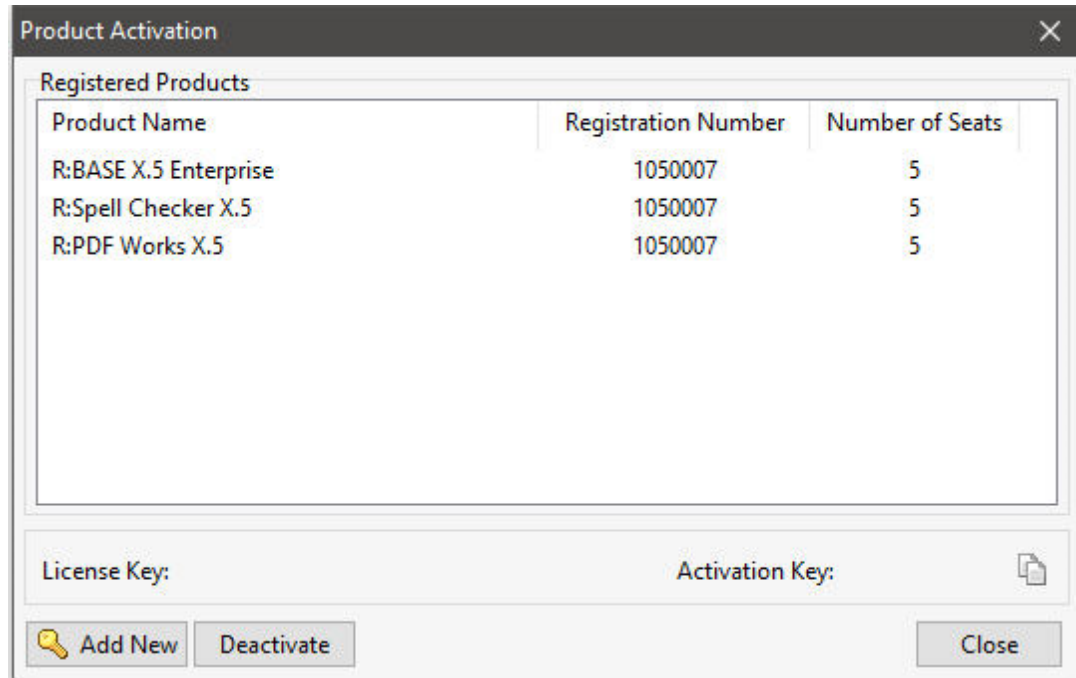 Product Activation
Registered Products
Product Name Registration Number Number of Seats
R:BASE X.5 Enterprise 1050007 5
R:Spell Checker X.5 1050007 5
R:PDF Works X.5 1050007 5
License Key: Activation Key:
Add New Deactivate Close